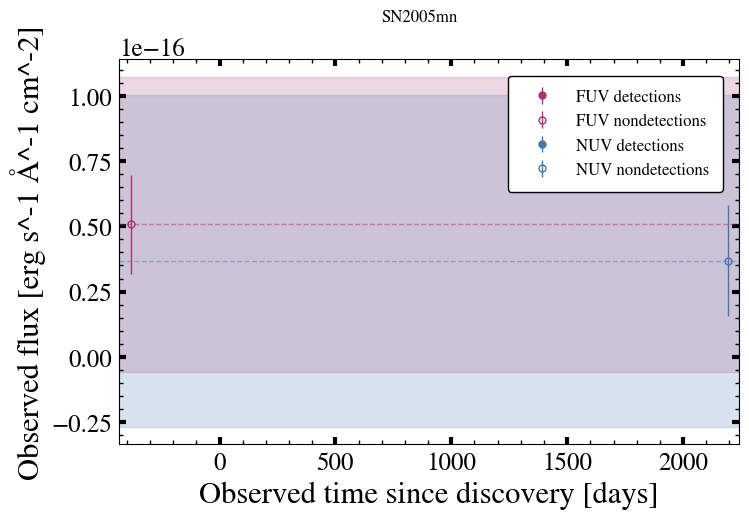 SN2005mn
1e−16
1.00
0.75
0.50
0.25
0.00
−0.25
Observed flux [erg s^-1 Å^-1 cm^-2]
FUV detections
FUV nondetections
NUV detections
NUV nondetections
0 500 1000 1500 2000
Observed time since discovery [days]